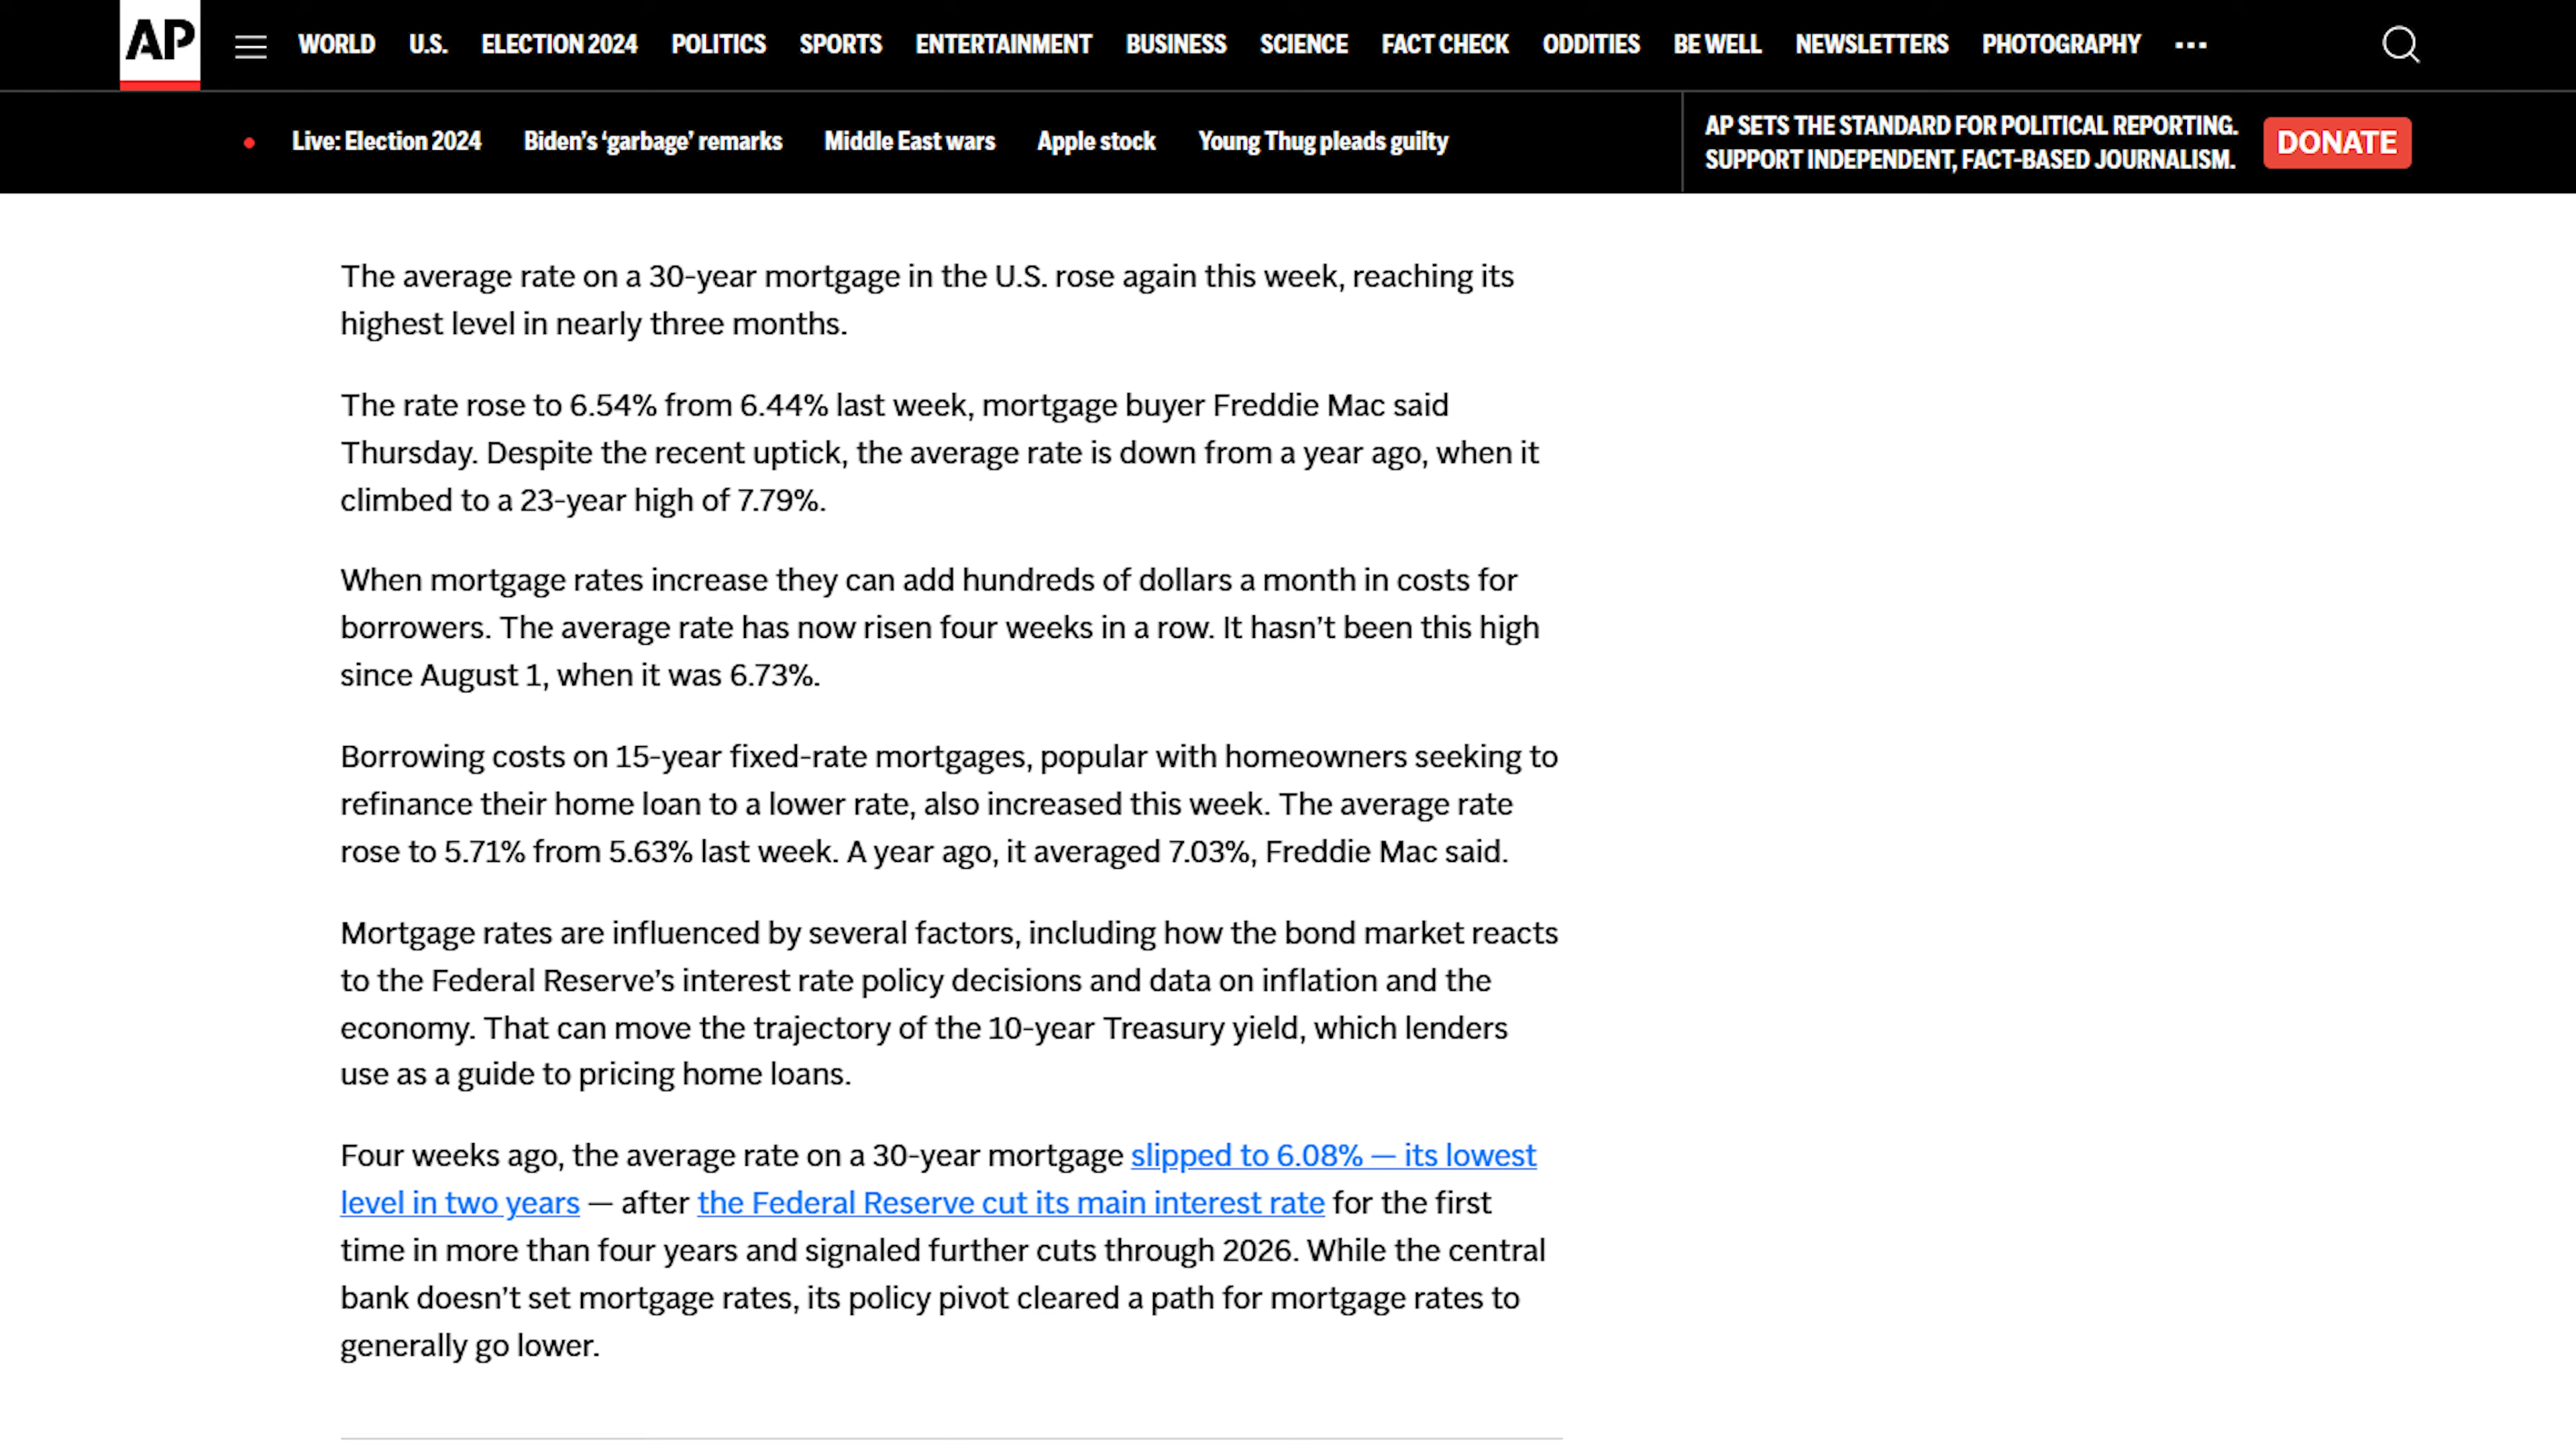 AP
WORLD U.S. ELECTION 2024 POLITICS SPORTS ENTERTAINMENT BUSINESS SCIENCE FACT CHECK ODDITIES BE WELL NEWSLETTERS PHOTOGRAPHY ...
Live: Election 2024 Biden's ‘garbage’ remarks Middle East wars Apple stock Young Thug pleads guilty
AP SETS THE STANDARD FOR POLITICAL REPORTING.
SUPPORT INDEPENDENT, FACT-BASED JOURNALISM.
DONATE
The average rate on a 30-year mortgage in the U.S. rose again this week, reaching its
highest level in nearly three months.
The rate rose to 6.54% from 6.44% last week, mortgage buyer Freddie Mac said
Thursday. Despite the recent uptick, the average rate is down from a year ago, when it
climbed to a 23-year high of 7.79%.
When mortgage rates increase they can add hundreds of dollars a month in costs for
borrowers. The average rate has now risen four weeks in a row. It hasn't been this high
since August 1, when it was 6.73%.
Borrowing costs on 15-year fixed-rate mortgages, popular with homeowners seeking to
refinance their home loan to a lower rate, also increased this week. The average rate
rose to 5.71% from 5.63% last week. A year ago, it averaged 7.03%, Freddie Mac said.
Mortgage rates are influenced by several factors, including how the bond market reacts
to the Federal Reserve's interest rate policy decisions and data on inflation and the
economy. That can move the trajectory of the 10-year Treasury yield, which lenders
use as a guide to pricing home loans.
Four weeks ago, the average rate on a 30-year mortgage slipped to 6.08% — its lowest
level in two years — after the Federal Reserve cut its main interest rate for the first
time in more than four years and signaled further cuts through 2026. While the central
bank doesn't set mortgage rates, its policy pivot cleared a path for mortgage rates to
generally go lower.